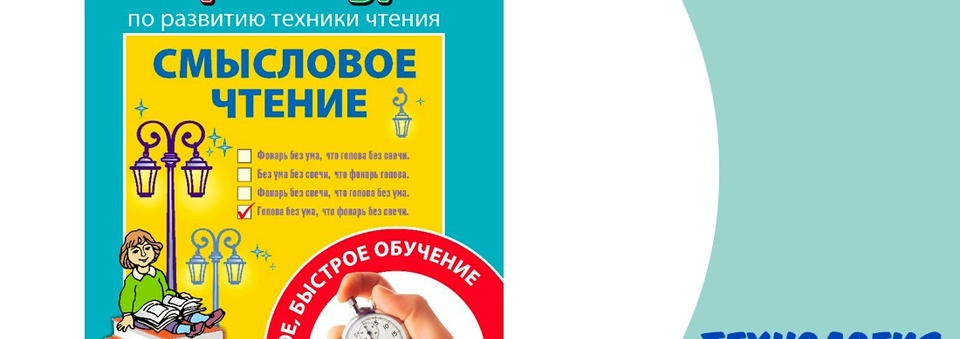 по развитию техники чтения
СМЫСЛОВОЕ
ЧТЕНИЕ
Фонарь без ума, что голова без свечи.
Без ума без свечи, что фонарь голова.
Фонарь без свечи, что голова без ума.
Голова без ума, что фонарь без свечи.
БЫСТРОЕ ОБУЧЕНИЕ
ТЕХНОЛОГИЯ